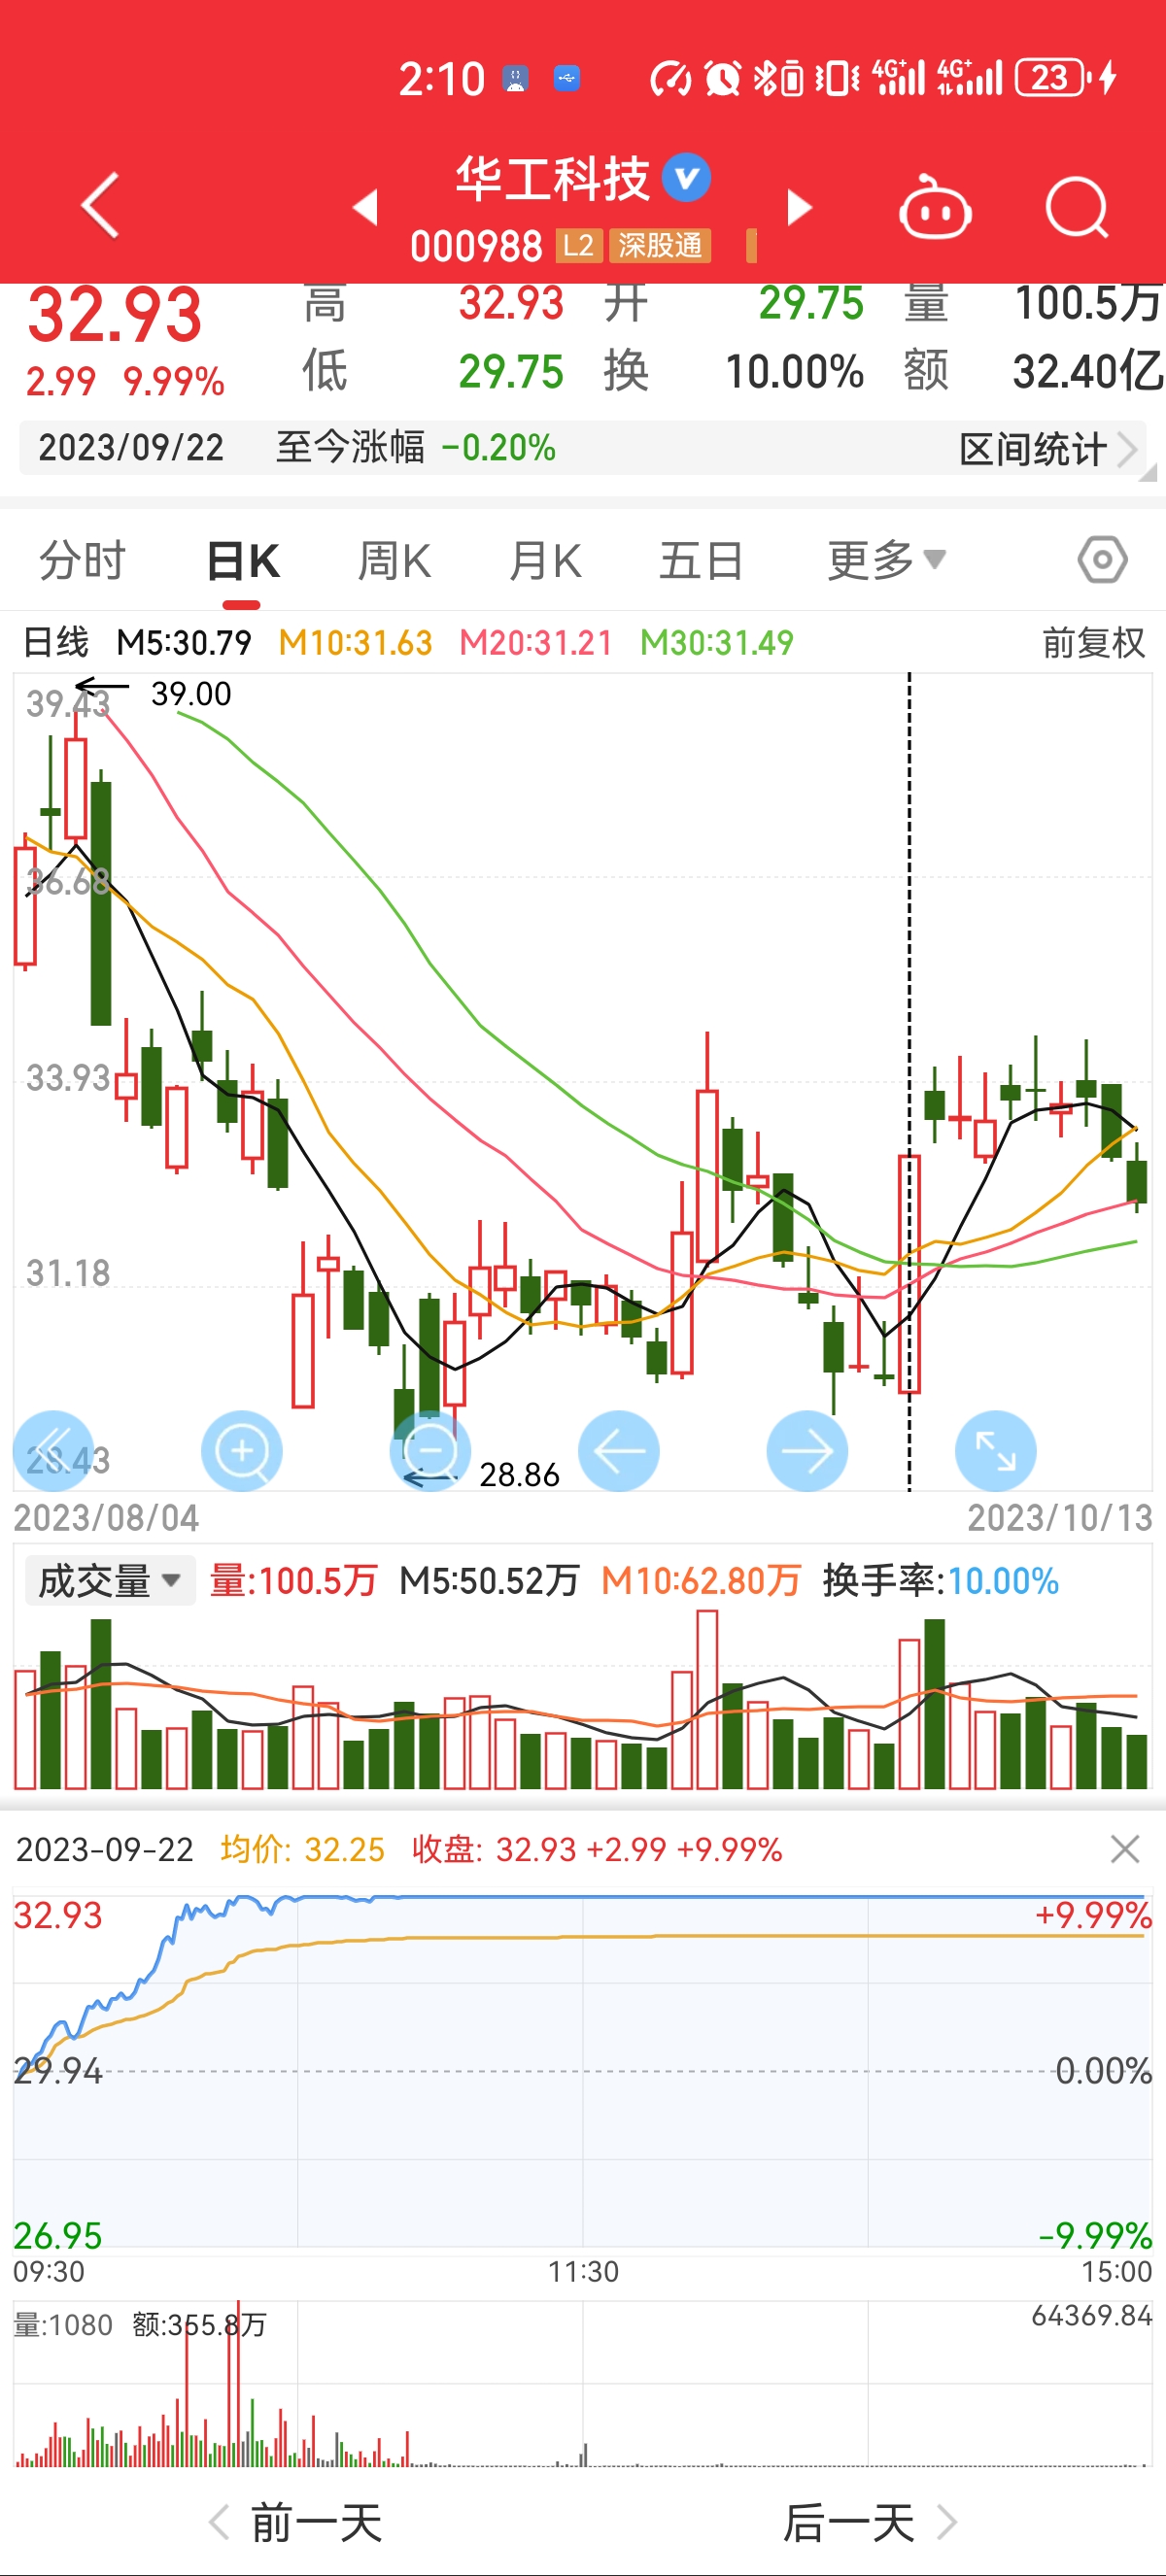 2:10 4G+ 4G+ 23
华工科技
000988 L2 深股通
32.93 高 32.93 开 29.75 量 100.5万
2.99 9.99% 低 29.75 换 10.00% 额 32.40亿
2023/09/22 至今涨幅 -0.20% 区间统计
分时 日K 周K 月K 五日 更多
日线 M5:30.79 M10:31.63 M20:31.21 M30:31.49 前复权
39.43 39.00
36.68
33.93
31.18
28.43 28.86
2023/08/04 2023/10/13
成交量 量:100.5万 M5:50.52万 M10:62.80万 换手率:10.00%
2023-09-22 均价: 32.25 收盘: 32.93 +2.99 +9.99%
32.93 +9.99%
29.94 0.00%
26.95 -9.99%
09:30 11:30 15:00
量:1080 额:355.8万 64369.84
前一天 后一天